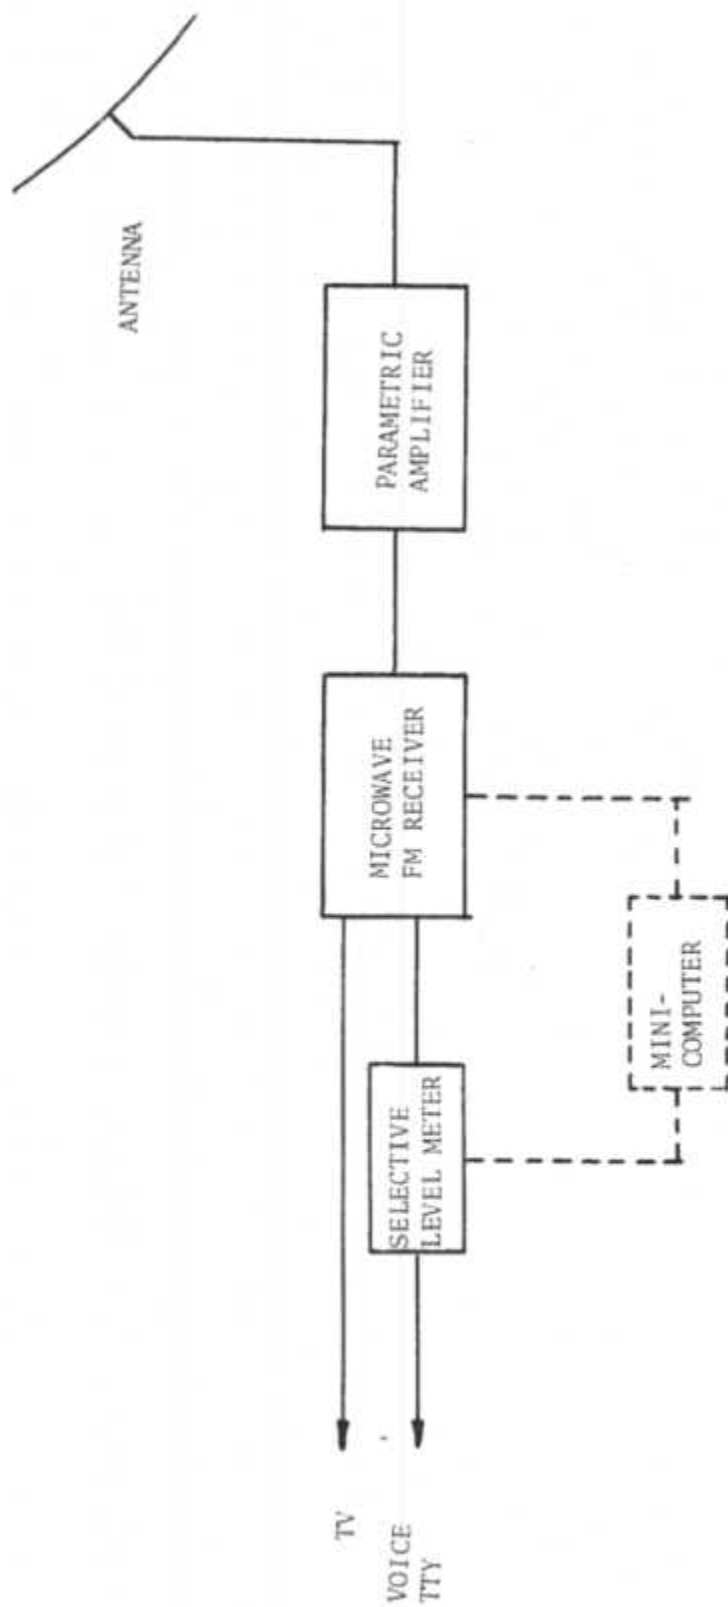 ANTENNA
PARAMETRIC
AMPLIFIER
MICROWAVE
FM RECEIVER
MINI-
COMPUTER
SELECTIVE
LEVEL METER
TV
VOICE
TTY